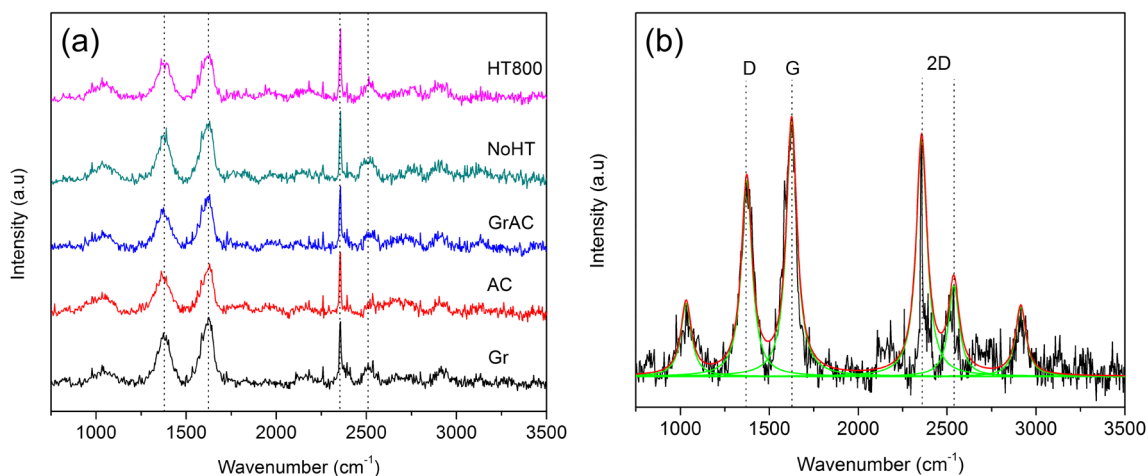 (a)
HT800
NoHT
GrAC
AC
Gr
Intensity (a.u)
1000 1500 2000 2500 3000 3500
Wavenumber (cm⁻¹)
(b)
D G 2D
Intensity (a.u)
1000 1500 2000 2500 3000 3500
Wavenumber (cm⁻¹)